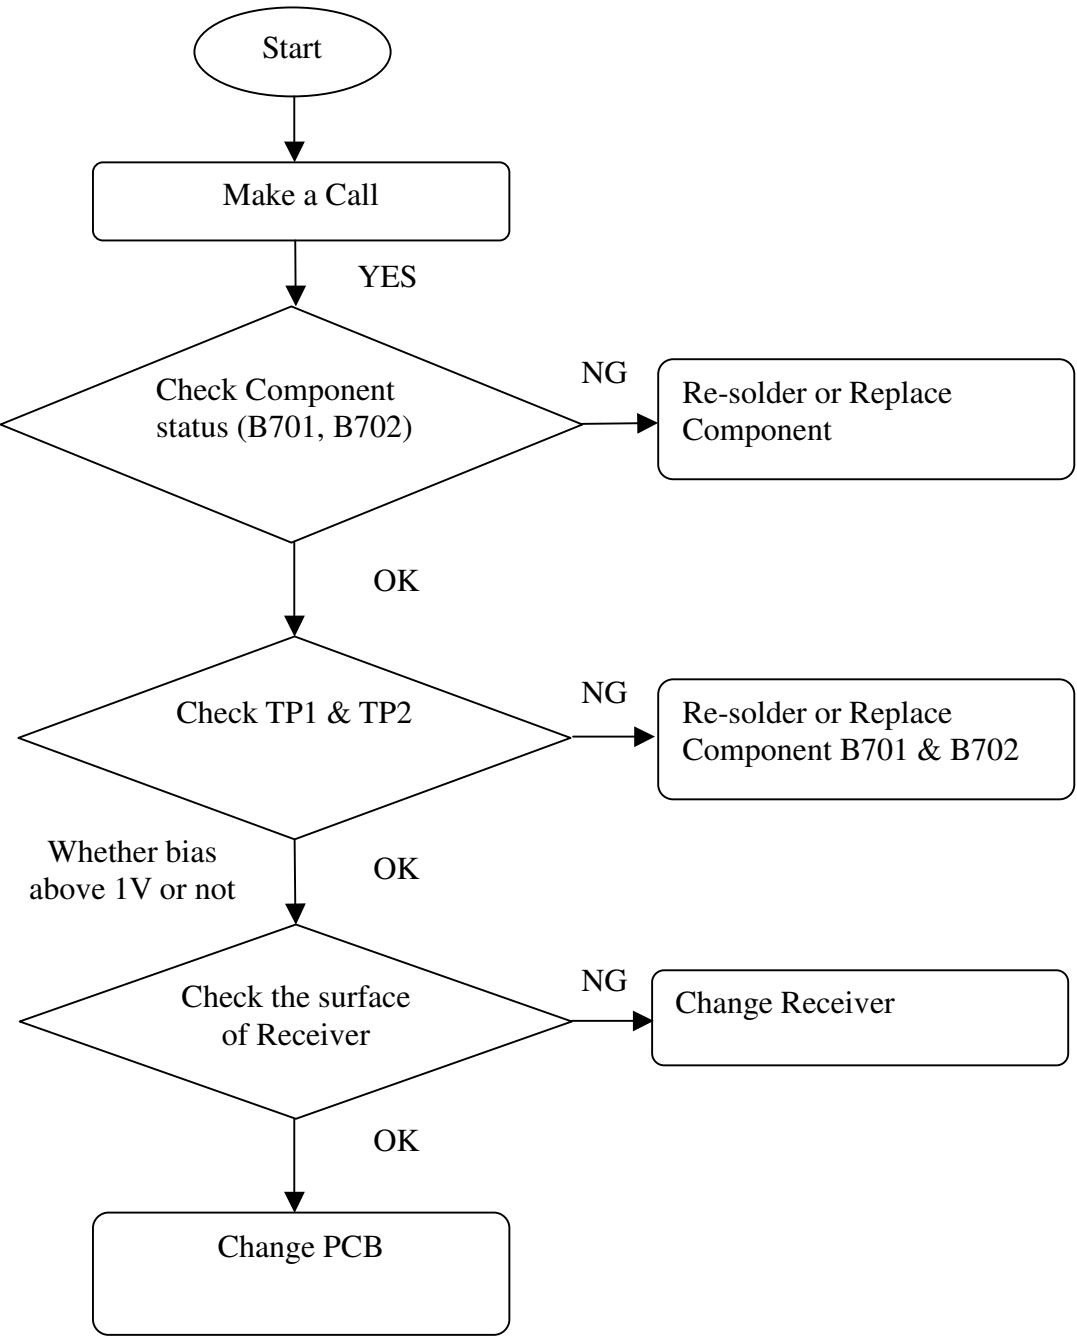 Start
Make a Call
YES
Check Component
status (B701, B702)
NG
Re-solder or Replace
Component
OK
Check TP1 & TP2
NG
Re-solder or Replace
Component B701 & B702
Whether bias
above 1V or not
OK
Check the surface
of Receiver
NG
Change Receiver
OK
Change PCB